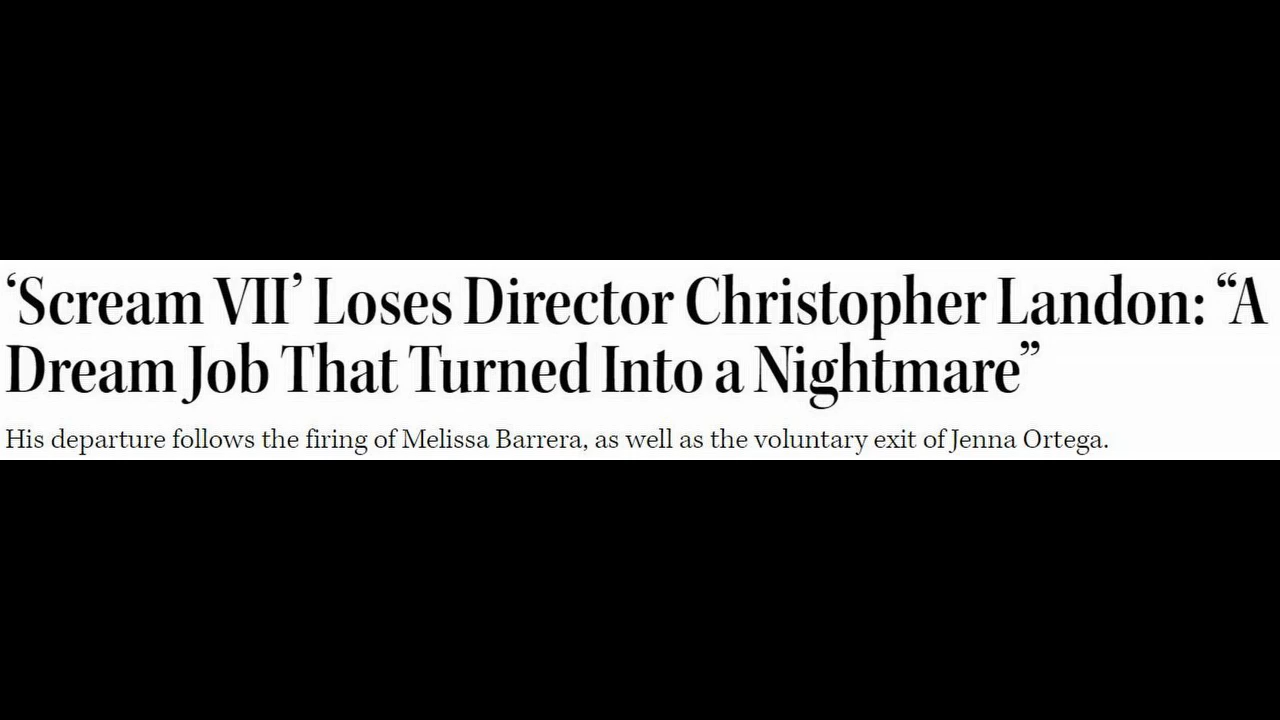 ‘Scream VII’ Loses Director Christopher Landon: “A
Dream Job That Turned Into a Nightmare”
His departure follows the firing of Melissa Barrera, as well as the voluntary exit of Jenna Ortega.